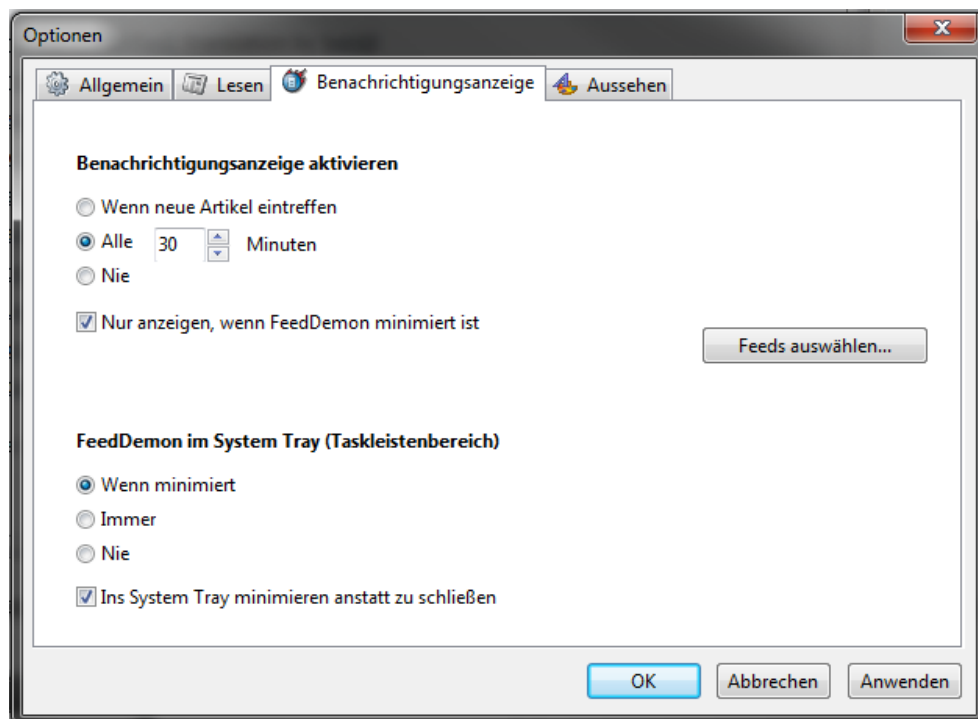 Optionen
Allgemein Lesen Benachrichtigungsanzeige Aussehen
Benachrichtigungsanzeige aktivieren
Wenn neue Artikel eintreffen
Alle 30 Minuten
Nie
Nur anzeigen, wenn FeedDemon minimiert ist
Feeds auswählen...
FeedDemon im System Tray (Taskleistenbereich)
Wenn minimiert
Immer
Nie
Ins System Tray minimieren anstatt zu schließen
OK Abbrechen Anwenden